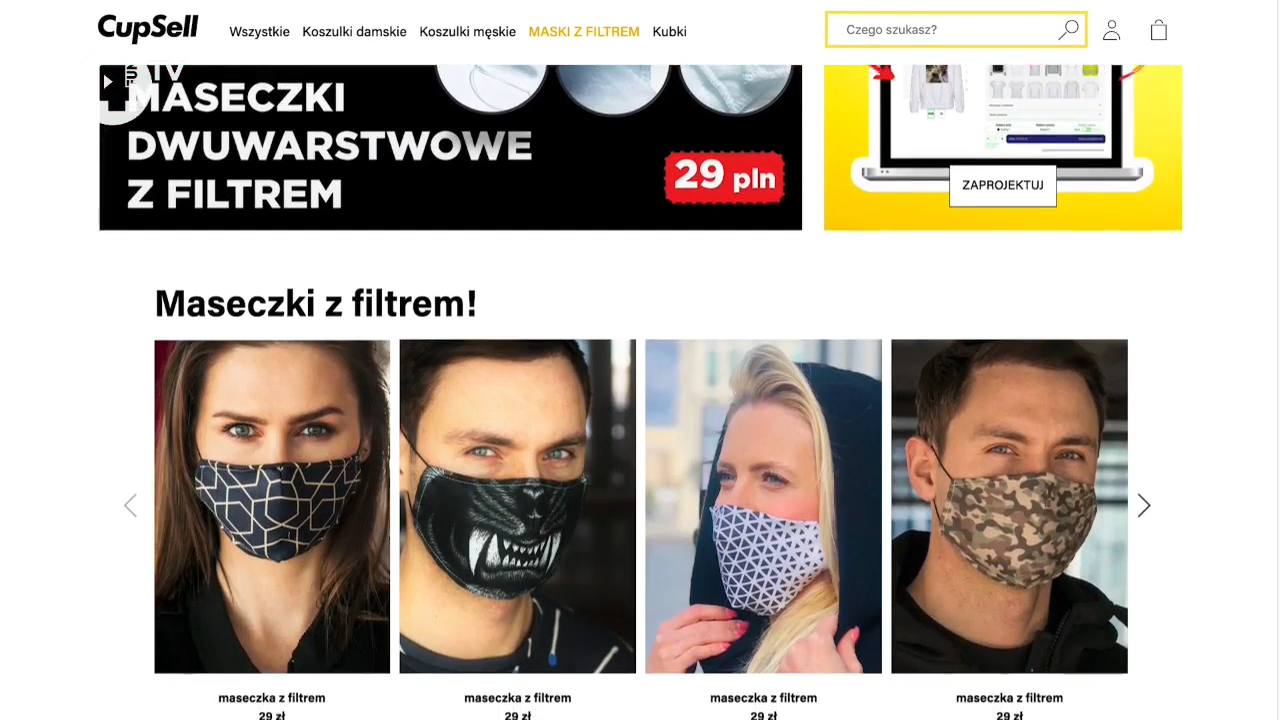 CupSell
Wszystkie Koszulki damskie Koszulki męskie MASKI Z FILTREM Kubki
Czego szukasz?
TV
MASECZKI
DWUWARSTWOWE
Z FILTREM
29 pln
ZAPROJEKTUJ
Maseczki z filtrem!
maseczka z filtrem
29 zł
maseczka z filtrem
29 zł
maseczka z filtrem
29 zł
maseczka z filtrem
29 zł